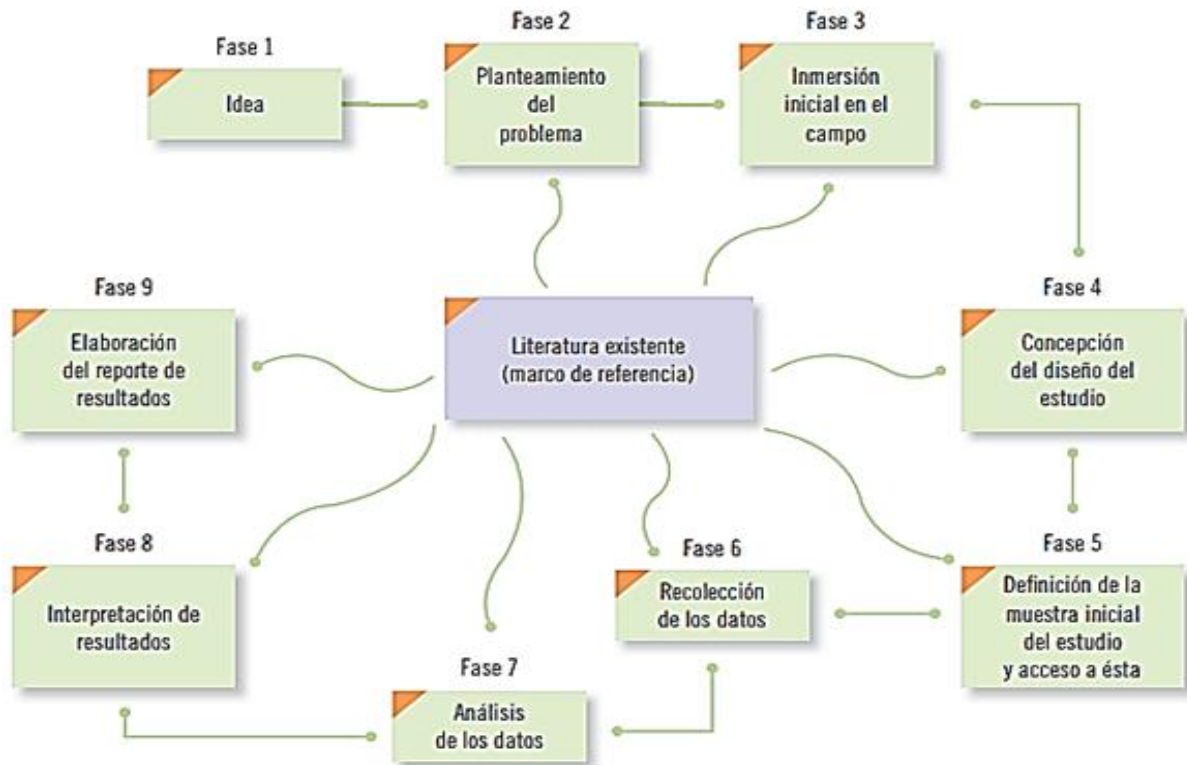 Fase 1
Idea
Fase 2
Planteamiento
del
problema
Fase 3
Inmersión
inicial en el
campo
Fase 4
Concepción
del diseño del
estudio
Fase 5
Definición de la
muestra inicial
del estudio
y acceso a ésta
Fase 6
Recolección
de los datos
Fase 7
Análisis
de los datos
Fase 8
Interpretación de
resultados
Fase 9
Elaboración
del reporte de
resultados
Literatura existente
(marco de referencia)